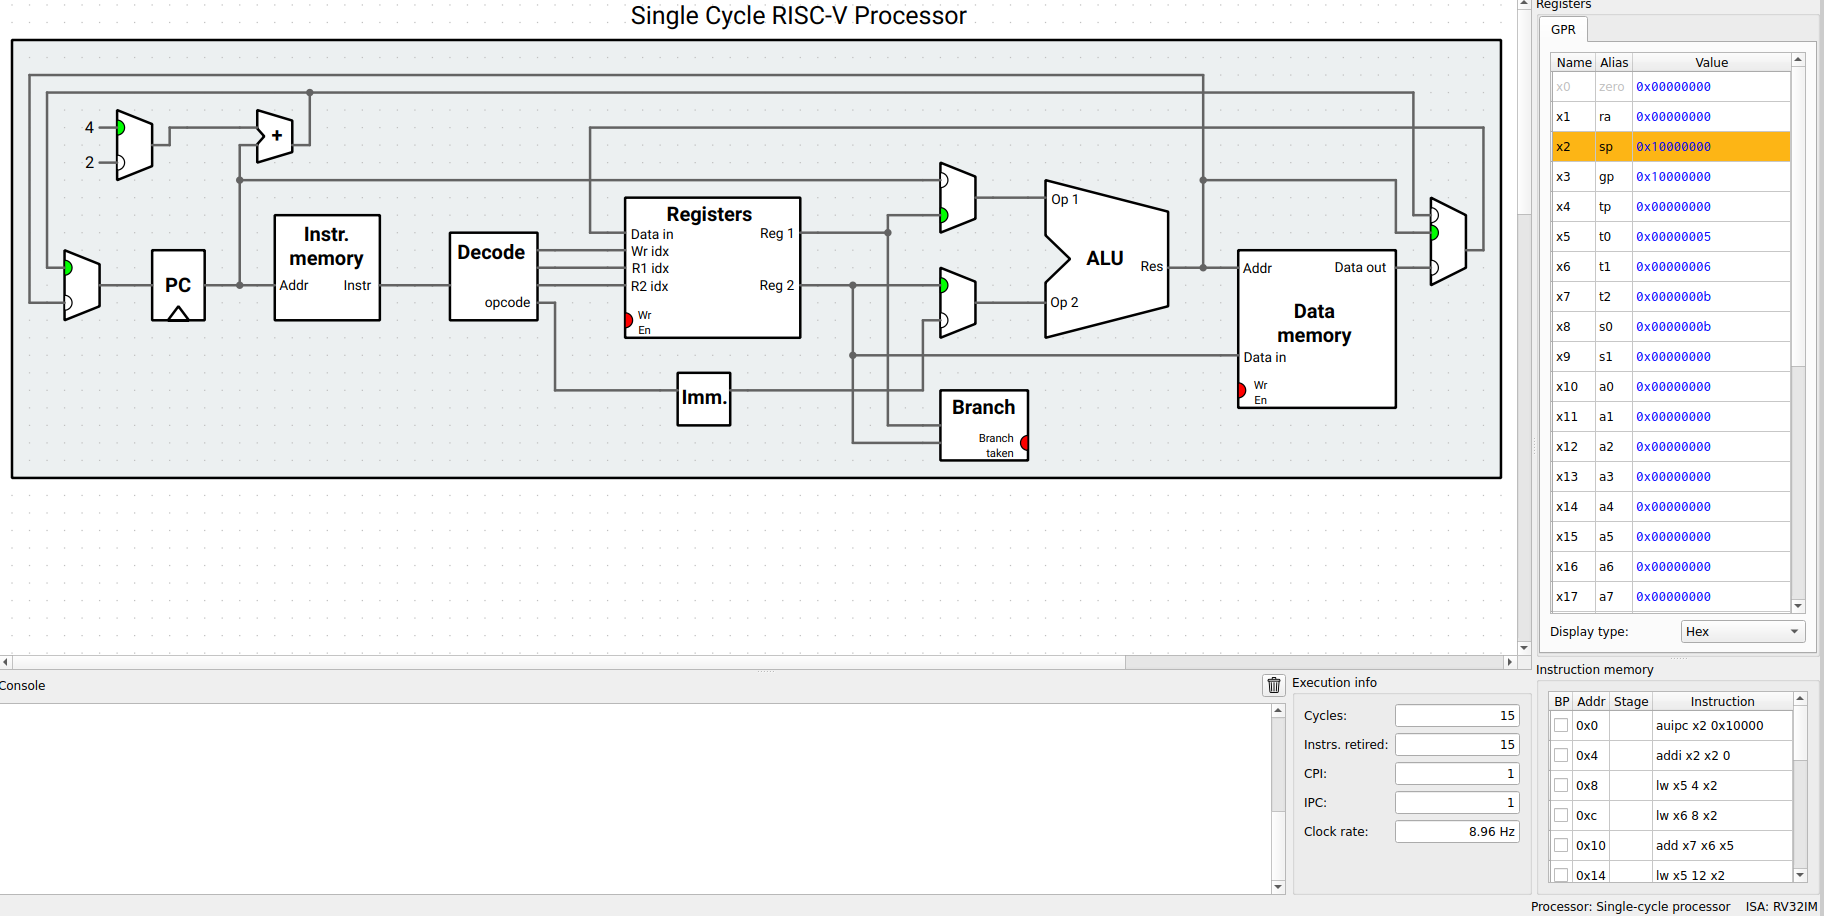 Single Cycle RISC-V Processor
4
2
+
PC
Instr.
memory
Addr
Instr
Decode
opcode
Registers
Data in
Wr idx
R1 idx
R2 idx
Wr
En
Reg 1
Reg 2
Imm.
Op 1
ALU
Res
Op 2
Branch
Branch
taken
Addr
Data out
Data
memory
Data in
Wr
En
Registers
GPR
Name Alias Value
x0 zero 0x00000000
x1 ra 0x00000000
x2 sp 0x10000000
x3 gp 0x10000000
x4 tp 0x00000000
x5 t0 0x00000005
x6 t1 0x00000006
x7 t2 0x0000000b
x8 s0 0x0000000b
x9 s1 0x00000000
x10 a0 0x00000000
x11 a1 0x00000000
x12 a2 0x00000000
x13 a3 0x00000000
x14 a4 0x00000000
x15 a5 0x00000000
x16 a6 0x00000000
x17 a7 0x00000000
Display type: Hex
Console
Execution info
Cycles: 15
Instrs. retired: 15
CPI: 1
IPC: 1
Clock rate: 8.96 Hz
Instruction memory
BP Addr Stage Instruction
0x0 auipc x2 0x10000
0x4 addi x2 x2 0
0x8 lw x5 4 x2
0xc lw x6 8 x2
0x10 add x7 x6 x5
0x14 lw x5 12 x2
Processor: Single-cycle processor ISA: RV32IM